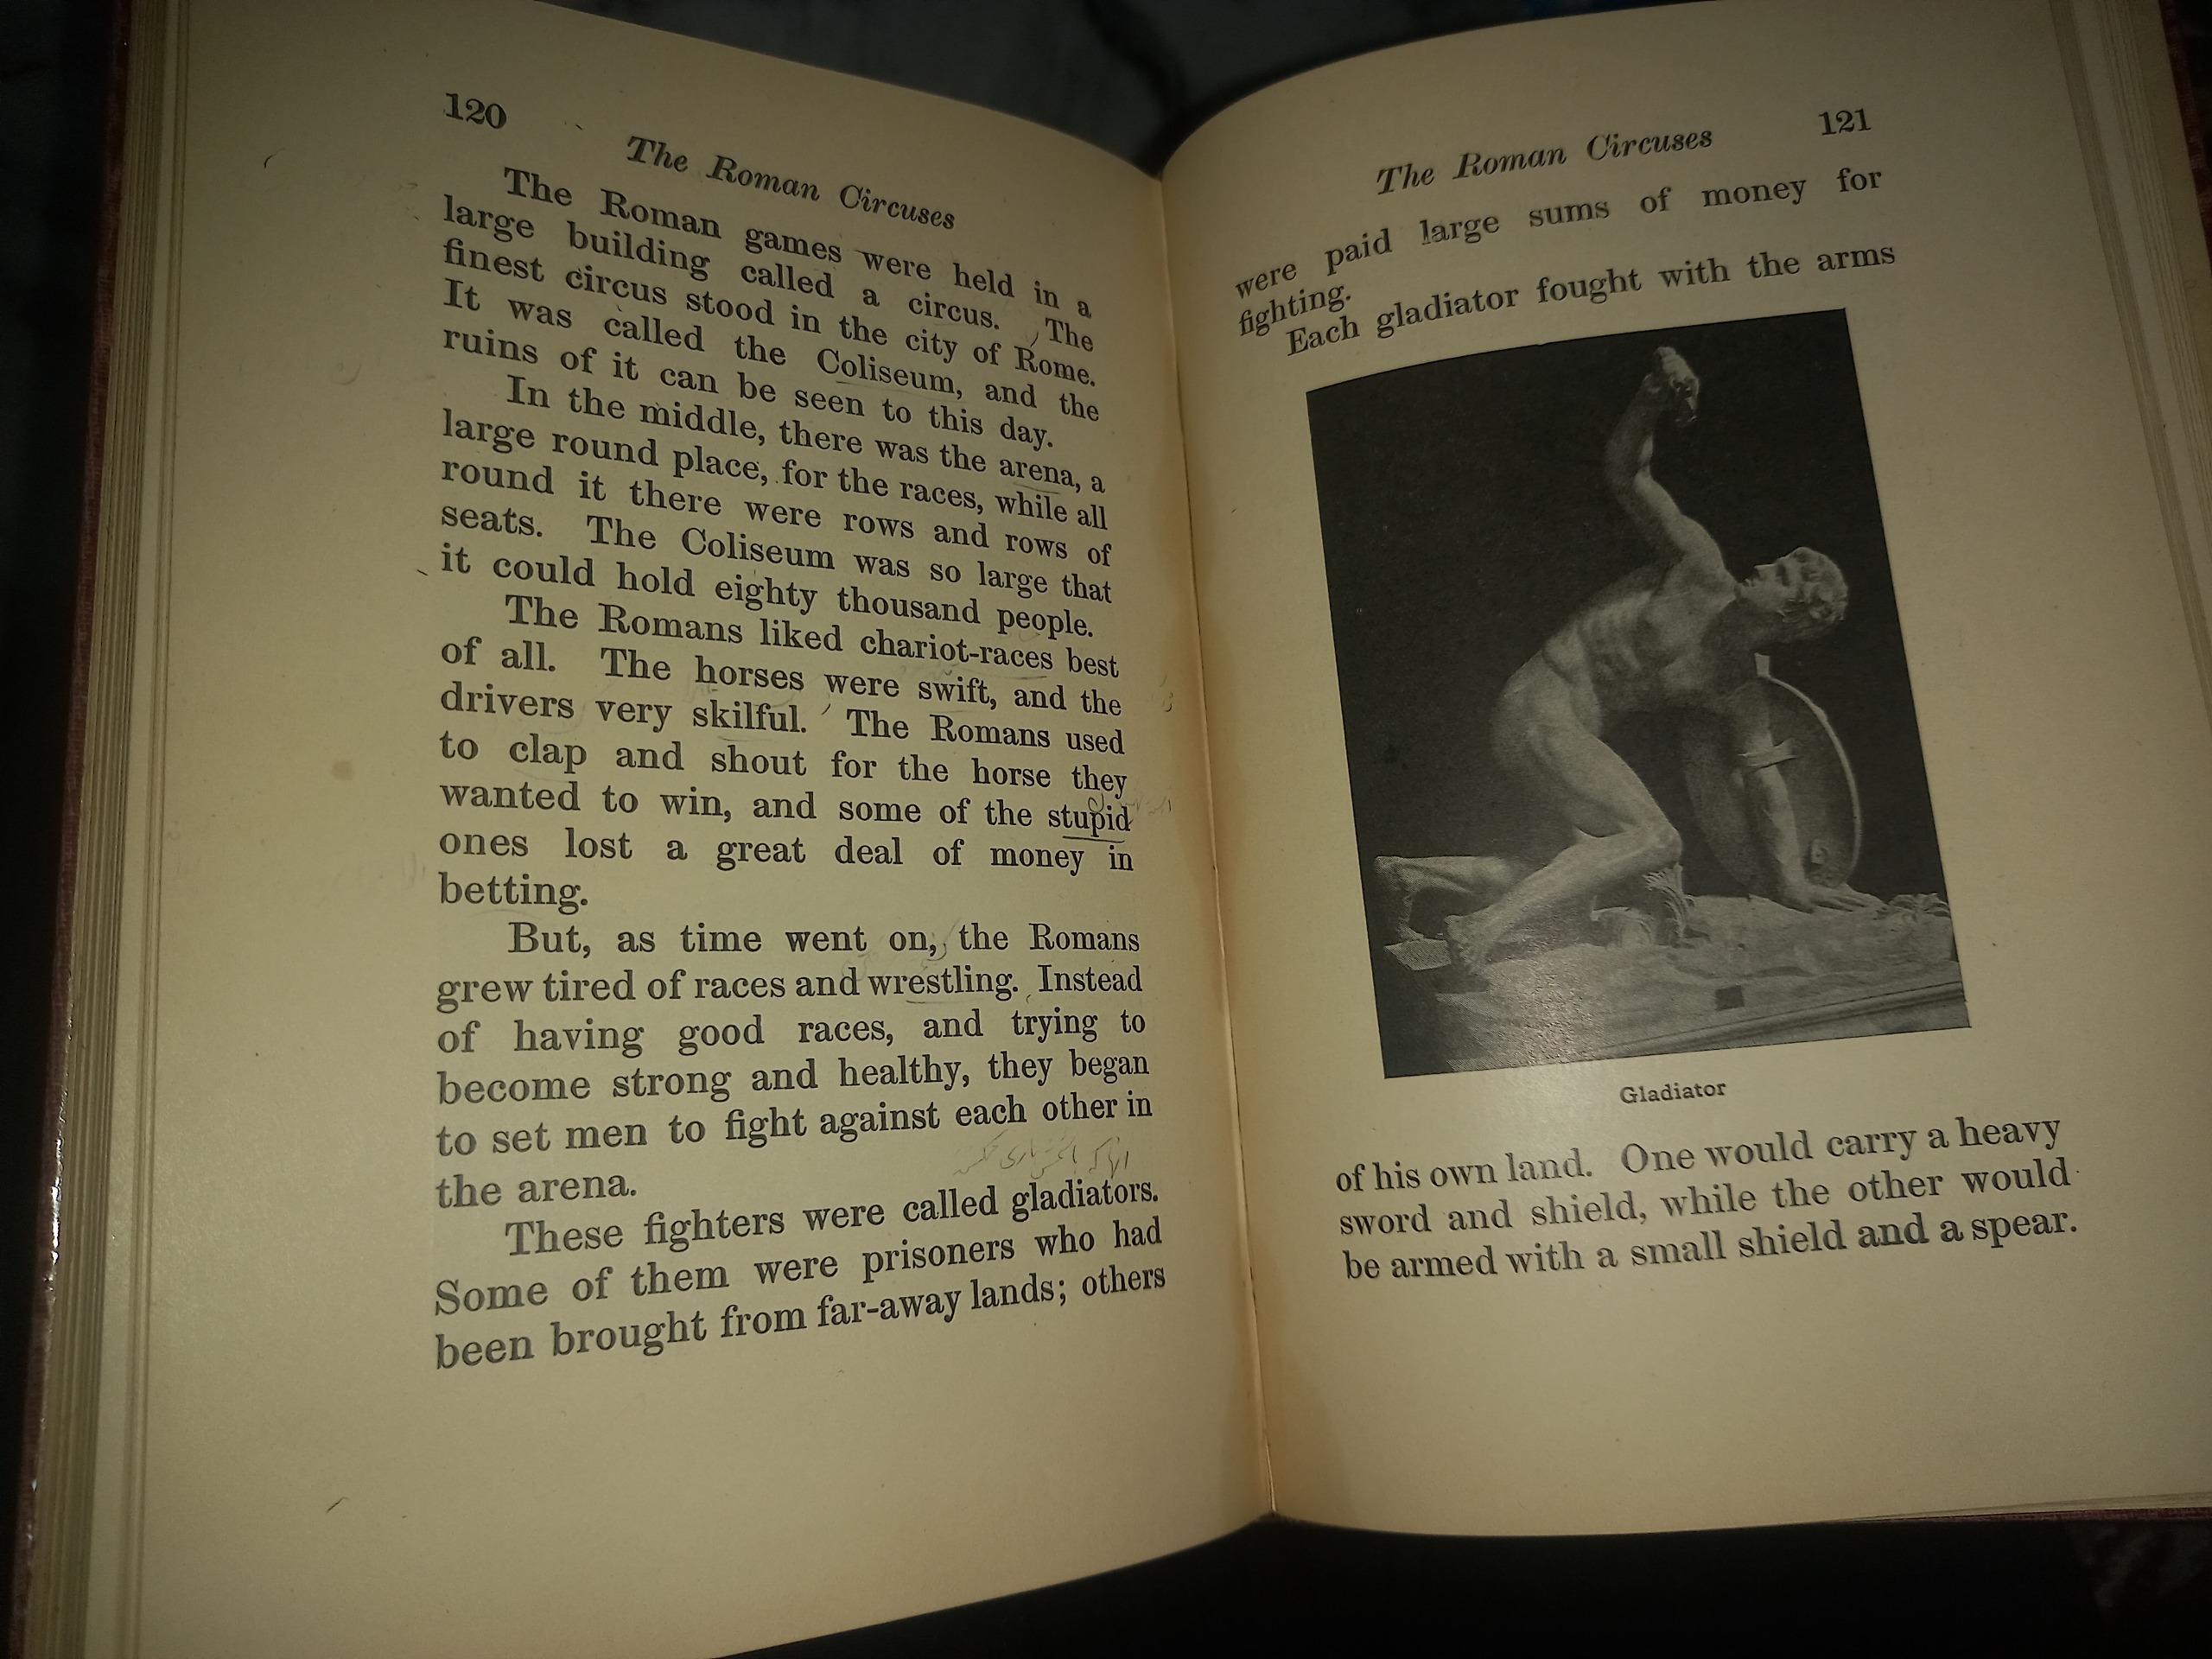 120
The Roman Circuses
The Roman games were held in a
large building called a circus. The
finest circus stood in the city of Rome.
It was called the Coliseum, and the
ruins of it can be seen to this day.
In the middle, there was the arena, a
large round place, for the races, while all
round it there were rows and rows of
seats. The Coliseum was so large that
it could hold eighty thousand people.
The Romans liked chariot-races best
of all. The horses were swift, and the
drivers very skilful. The Romans used
to clap and shout for the horse they
wanted to win, and some of the stupid
ones lost a great deal of money in
betting.
But, as time went on, the Romans
grew tired of races and wrestling. Instead
of having good races, and trying to
become strong and healthy, they began
to set men to fight against each other in
the arena.
These fighters were called gladiators.
Some of them were prisoners who had
been brought from far-away lands; others
The Roman Circuses 121
were paid large sums of money for
fighting.
Each gladiator fought with the arms
Gladiator
of his own land. One would carry a heavy
sword and shield, while the other would
be armed with a small shield and a spear.